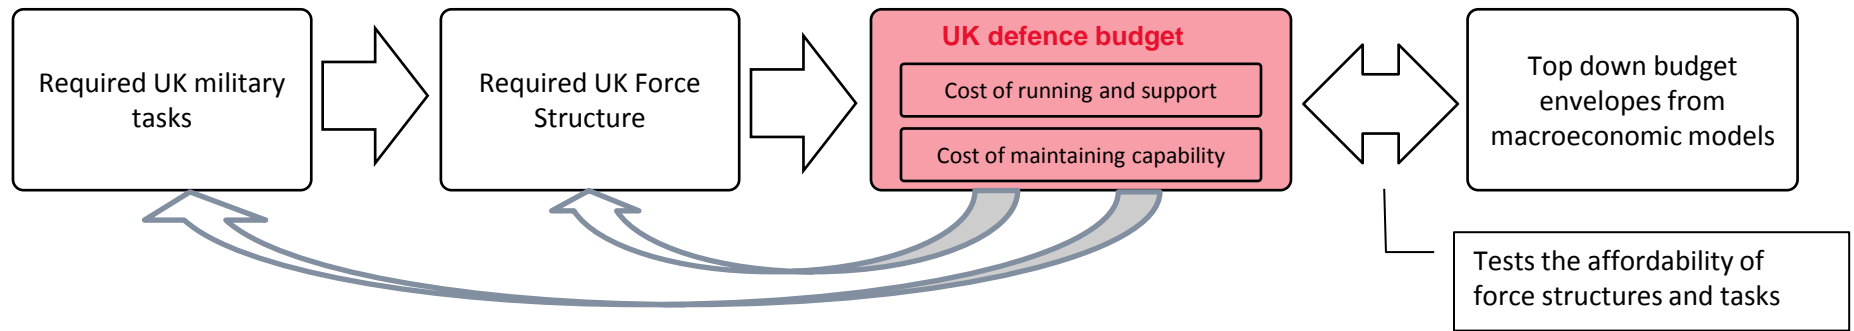 Required UK military
tasks
Required UK Force
Structure
UK defence budget
Cost of running and support
Cost of maintaining capability
Top down budget
envelopes from
macroeconomic models
Tests the affordability of
force structures and tasks